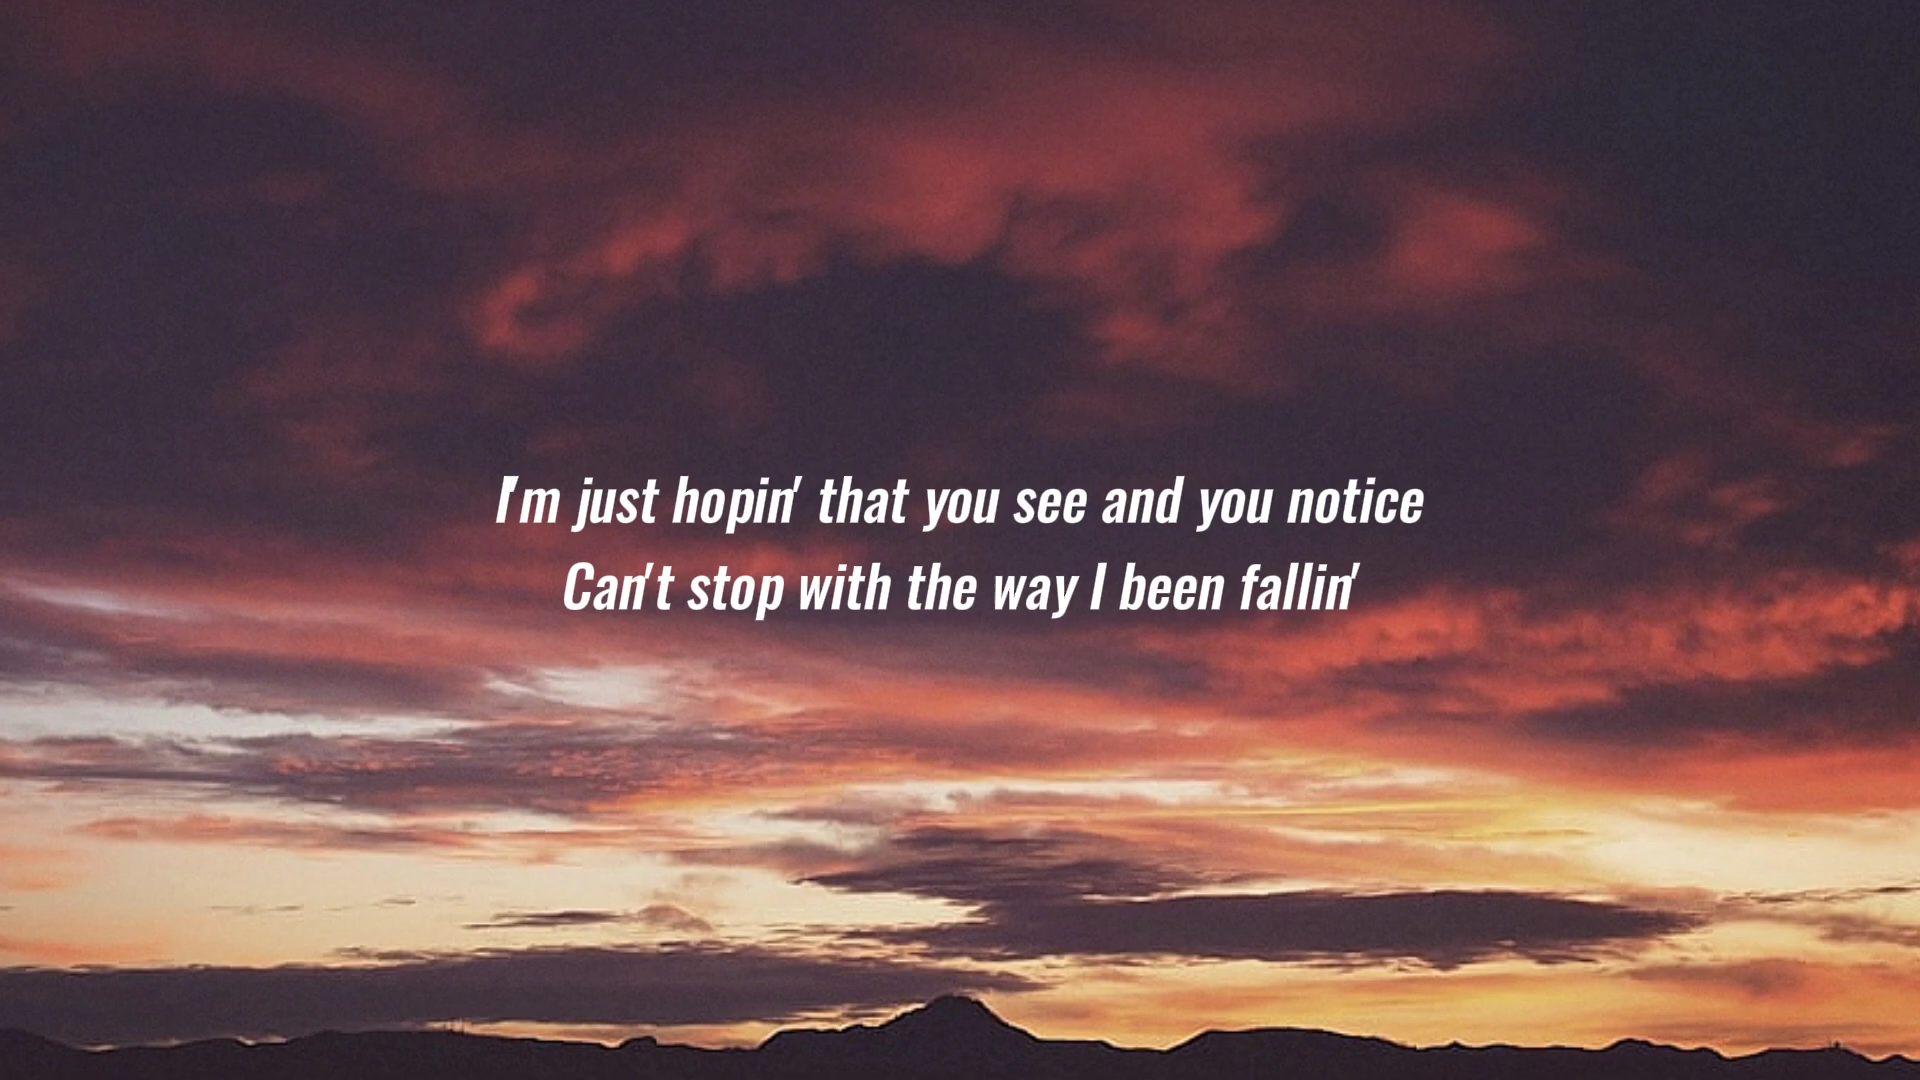 I'm just hopin' that you see and you notice
Can't stop with the way I been fallin'